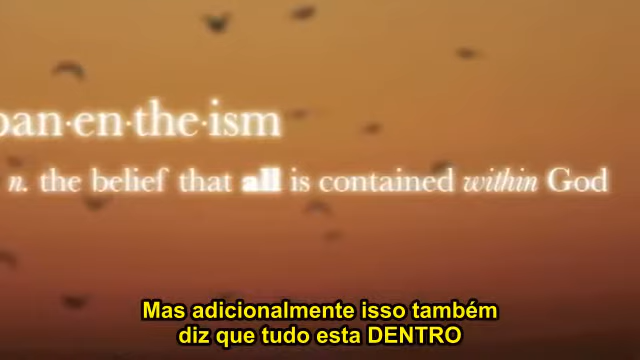 pan·en·the·ism
n. the belief that all is contained within God
Mas adicionalmente isso também
diz que tudo esta DENTRO